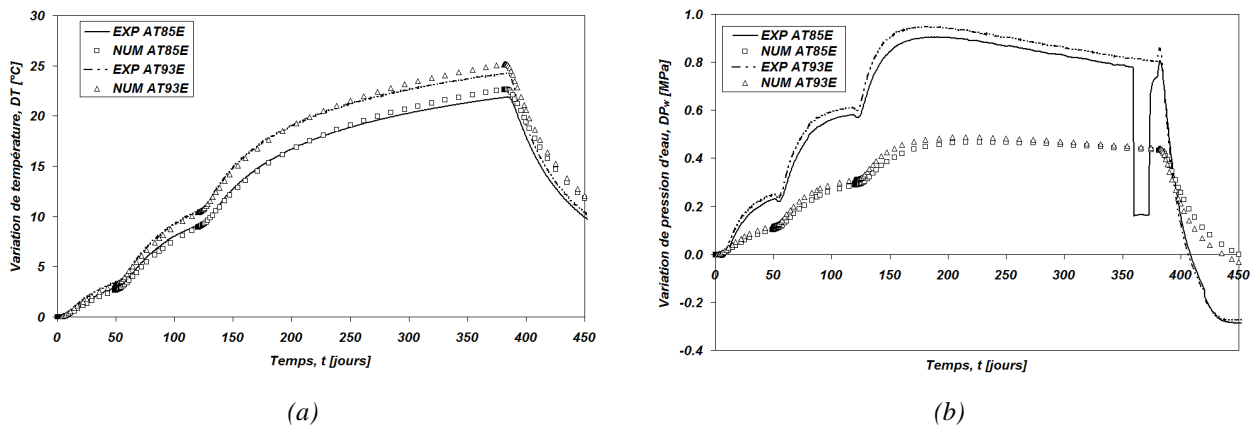 EXP AT85E
NUM AT85E
EXP AT93E
NUM AT93E
Variation de température, DT [°C]
30
25
20
15
10
5
0
0 50 100 150 200 250 300 350 400 450
Temps, t [jours]
(a)
EXP AT85E
NUM AT85E
EXP AT93E
NUM AT93E
Variation de pression d'eau, DPw [MPa]
1.0
0.8
0.6
0.4
0.2
0.0
-0.2
-0.4
0 50 100 150 200 250 300 350 400 450
Temps, t [jours]
(b)